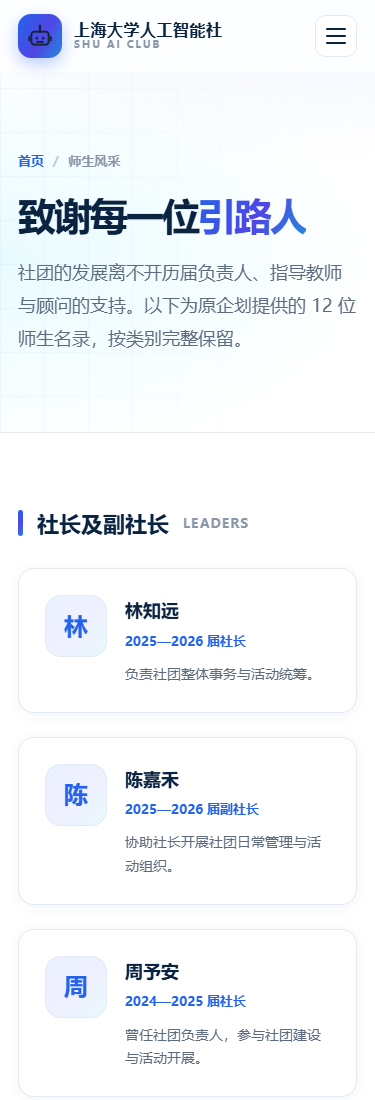 上海大学人工智能社
SHU AI CLUB
首页 / 师生风采
致谢每一位引路人
社团的发展离不开历届负责人、指导教师
与顾问的支持。以下为原企划提供的 12 位
师生名录，按类别完整保留。
社长及副社长 LEADERS
林
林知远
2025—2026 届社长
负责社团整体事务与活动统筹。
陈
陈嘉禾
2025—2026 届副社长
协助社长开展社团日常管理与活
动组织。
周
周予安
2024—2025 届社长
曾任社团负责人，参与社团建设
与活动开展。